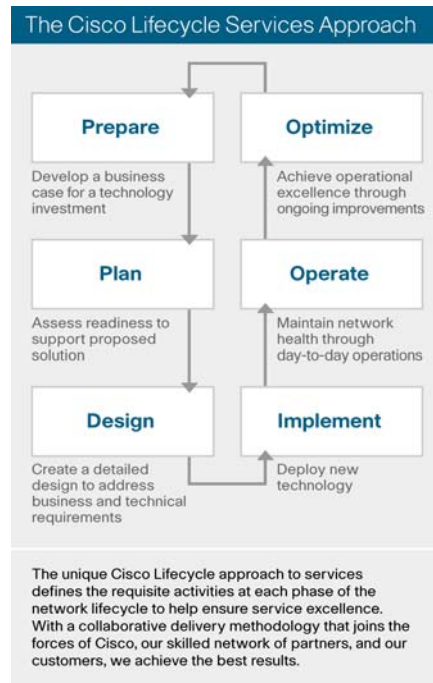 The Cisco Lifecycle Services Approach
Prepare
Develop a business
case for a technology
investment
Plan
Assess readiness to
support proposed
solution
Design
Create a detailed
design to address
business and technical
requirements
Implement
Deploy new
technology
Operate
Maintain network
health through
day-to-day operations
Optimize
Achieve operational
excellence through
ongoing improvements
The unique Cisco Lifecycle approach to services
defines the requisite activities at each phase of the
network lifecycle to help ensure service excellence.
With a collaborative delivery methodology that joins the
forces of Cisco, our skilled network of partners, and our
customers, we achieve the best results.